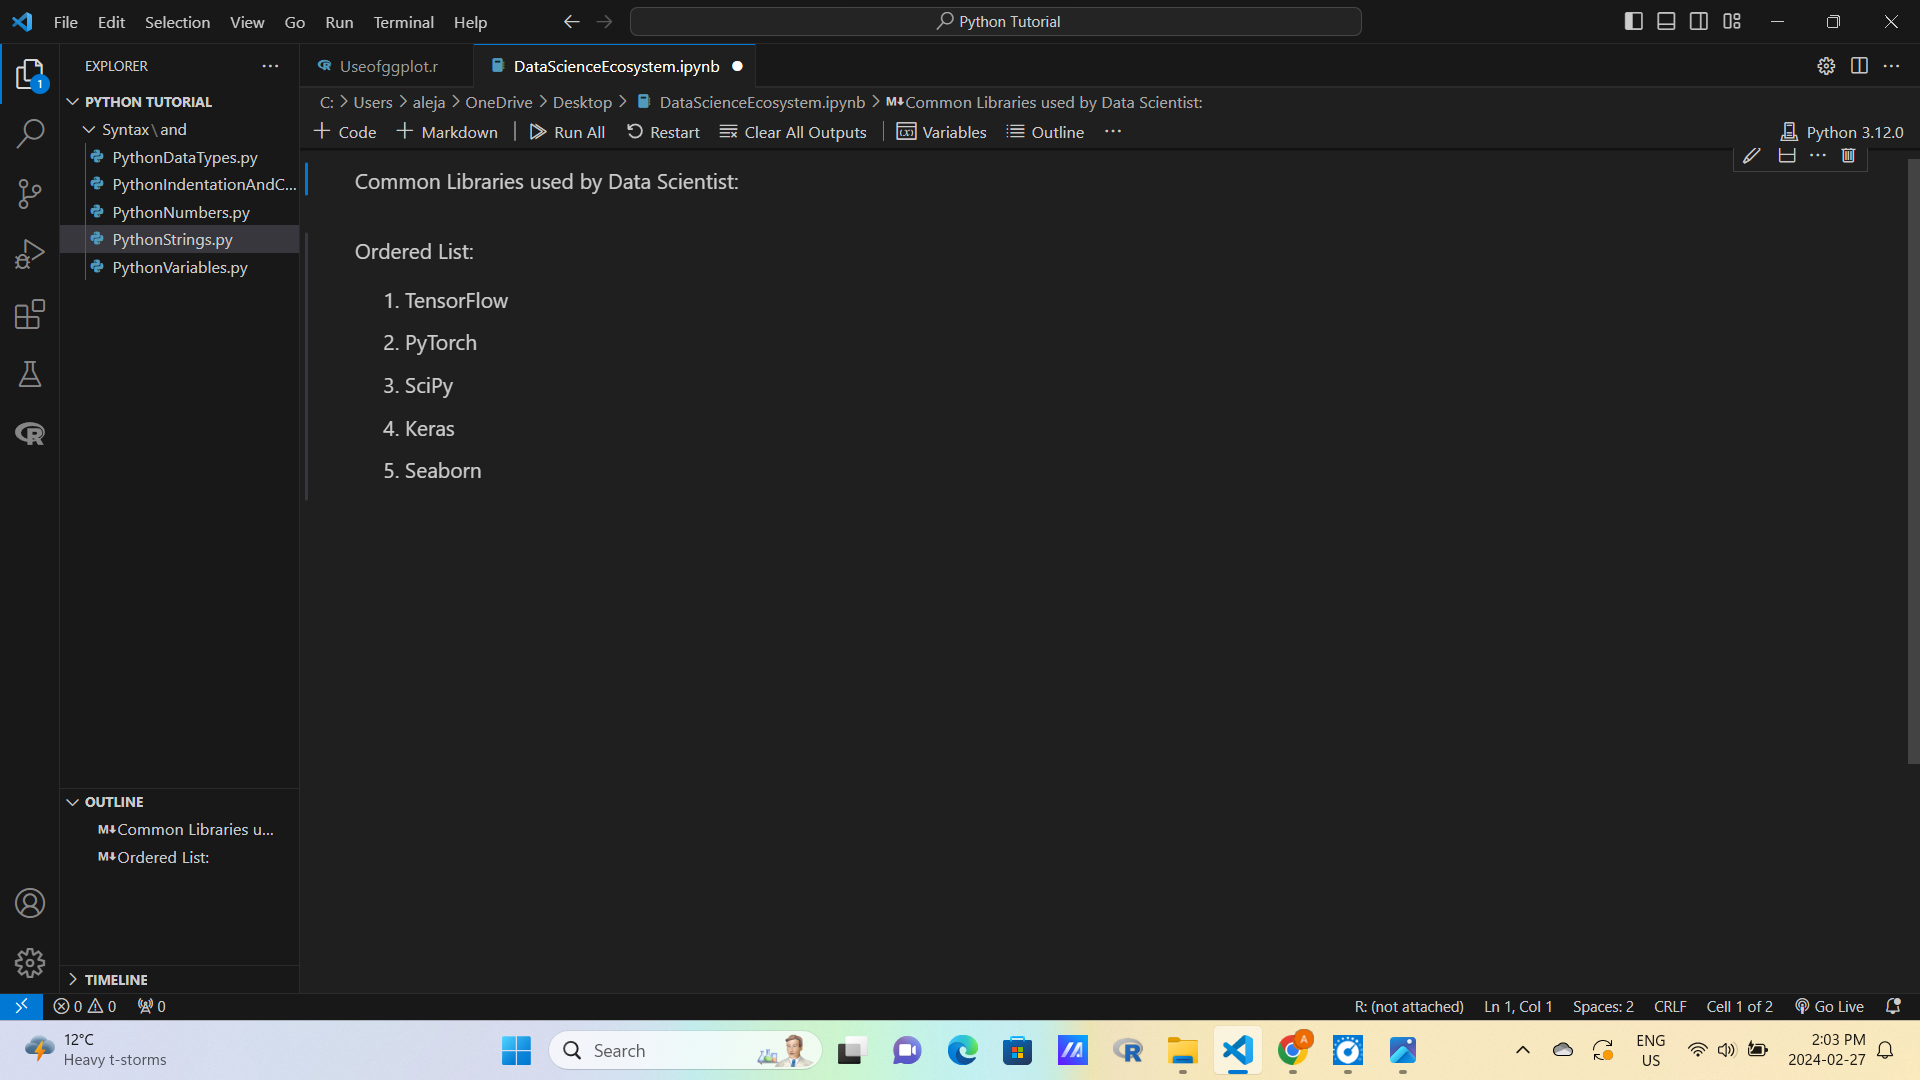 File Edit Selection View Go Run Terminal Help
Python Tutorial
EXPLORER
Useofggplot.r
DataScienceEcosystem.ipynb
PYTHON TUTORIAL
C: > Users > aleja > OneDrive > Desktop > DataScienceEcosystem.ipynb > M↓Common Libraries used by Data Scientist:
Syntax\and
+ Code + Markdown | Run All Restart Clear All Outputs | Variables Outline ...
Python 3.12.0
PythonDataTypes.py
PythonIndentationAndC...
PythonNumbers.py
PythonStrings.py
PythonVariables.py
Common Libraries used by Data Scientist:
Ordered List:
1. TensorFlow
2. PyTorch
3. SciPy
4. Keras
5. Seaborn
OUTLINE
M↓Common Libraries u...
M↓Ordered List:
TIMELINE
0 0 0
R: (not attached) Ln 1, Col 1 Spaces: 2 CRLF Cell 1 of 2 Go Live
12°C
Heavy t-storms
Search
ENG
US
2:03 PM
2024-02-27